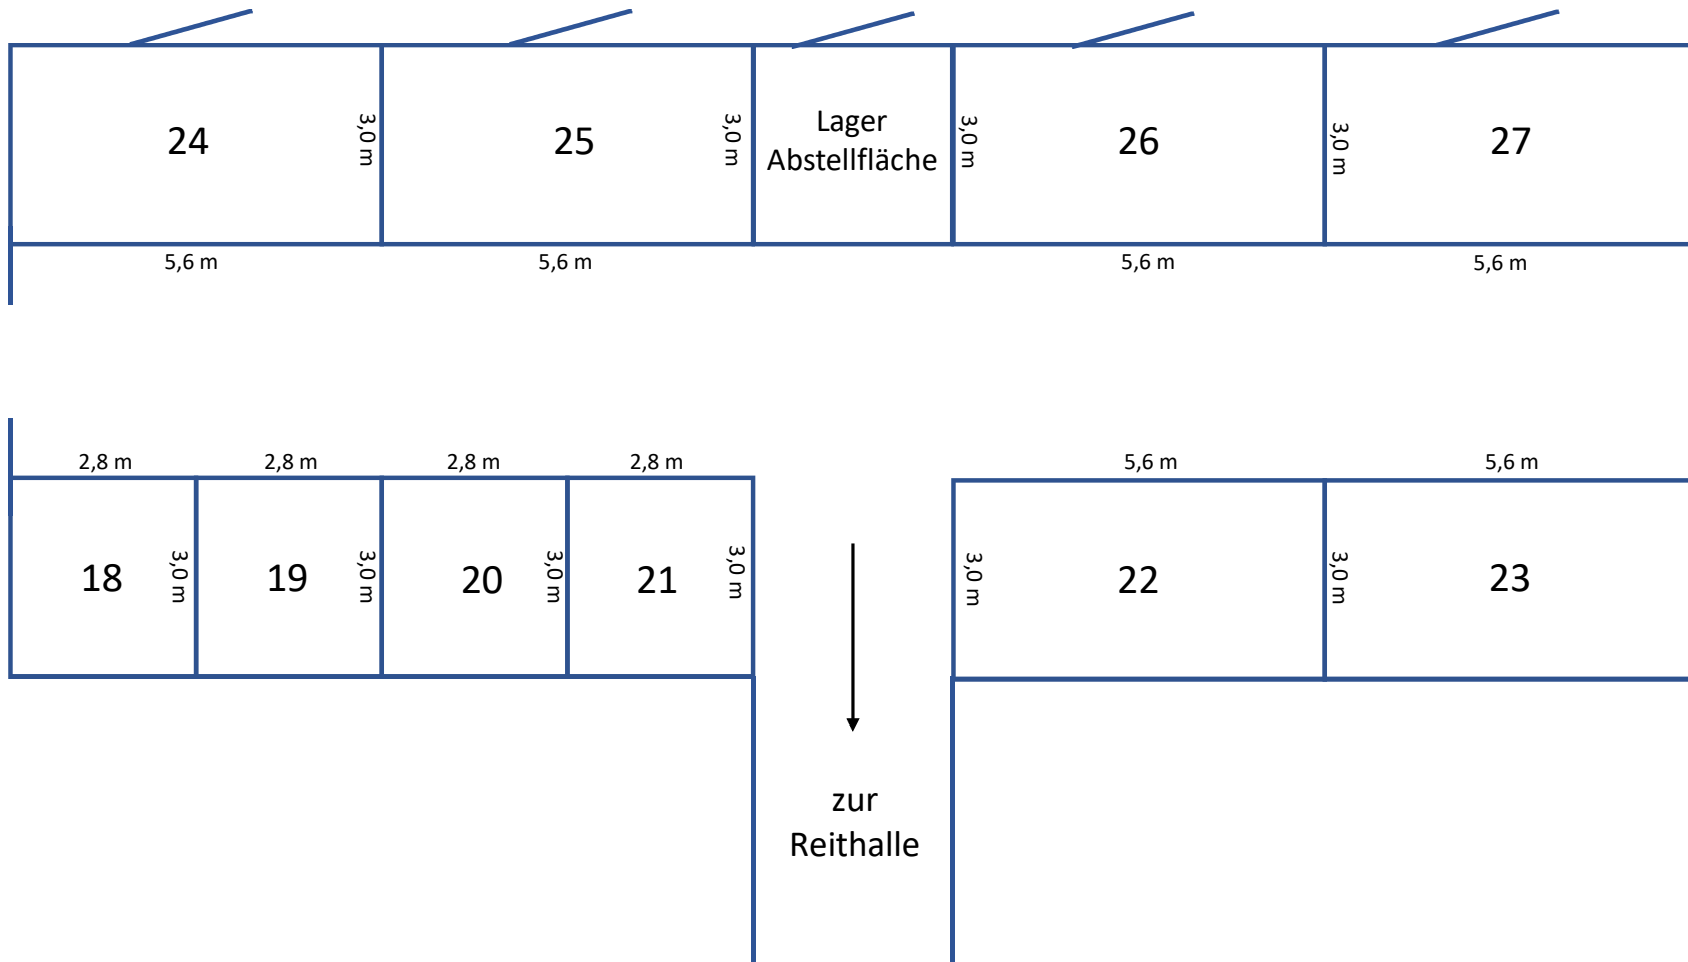 24
3,0 m
25
3,0 m
Lager
Abstellfläche
3,0 m
26
3,0 m
27
5,6 m
5,6 m
5,6 m
5,6 m
2,8 m
2,8 m
2,8 m
2,8 m
5,6 m
5,6 m
18
3,0 m
19
3,0 m
20
3,0 m
21
3,0 m
3,0 m
22
3,0 m
23
zur
Reithalle